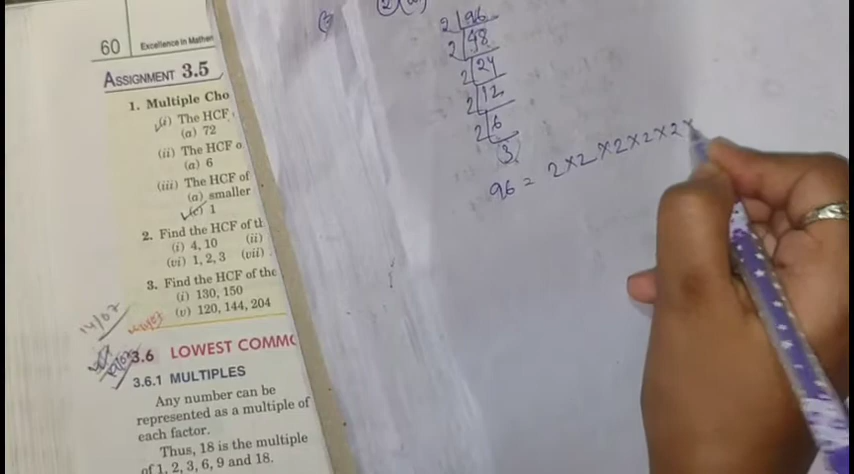 60
Excellence in Mathem
ASSIGNMENT 3.5
1. Multiple Cho
(i) The HCF
(a) 72
(ii) The HCF o
(a) 6
(iii) The HCF of
(a) smaller
(c) 1
2. Find the HCF of th
(i) 4, 10 (ii)
(vi) 1, 2, 3 (vii)
3. Find the HCF of the
(i) 130, 150
(v) 120, 144, 204
14/07
3.6 LOWEST COMMO
3.6.1 MULTIPLES
Any number can be
represented as a multiple of
each factor.
Thus, 18 is the multiple
of 1, 2, 3, 6, 9 and 18.
2 | 96
2 | 48
2 | 24
2 | 12
2 | 6
3
96 = 2×2×2×2×2×